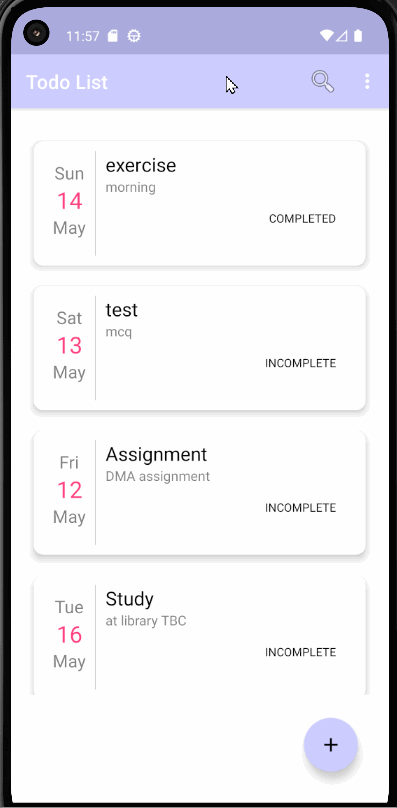 11:57
Todo List
Sun
14
May
exercise
morning
COMPLETED
Sat
13
May
test
mcq
INCOMPLETE
Fri
12
May
Assignment
DMA assignment
INCOMPLETE
Tue
16
May
Study
at library TBC
INCOMPLETE
+